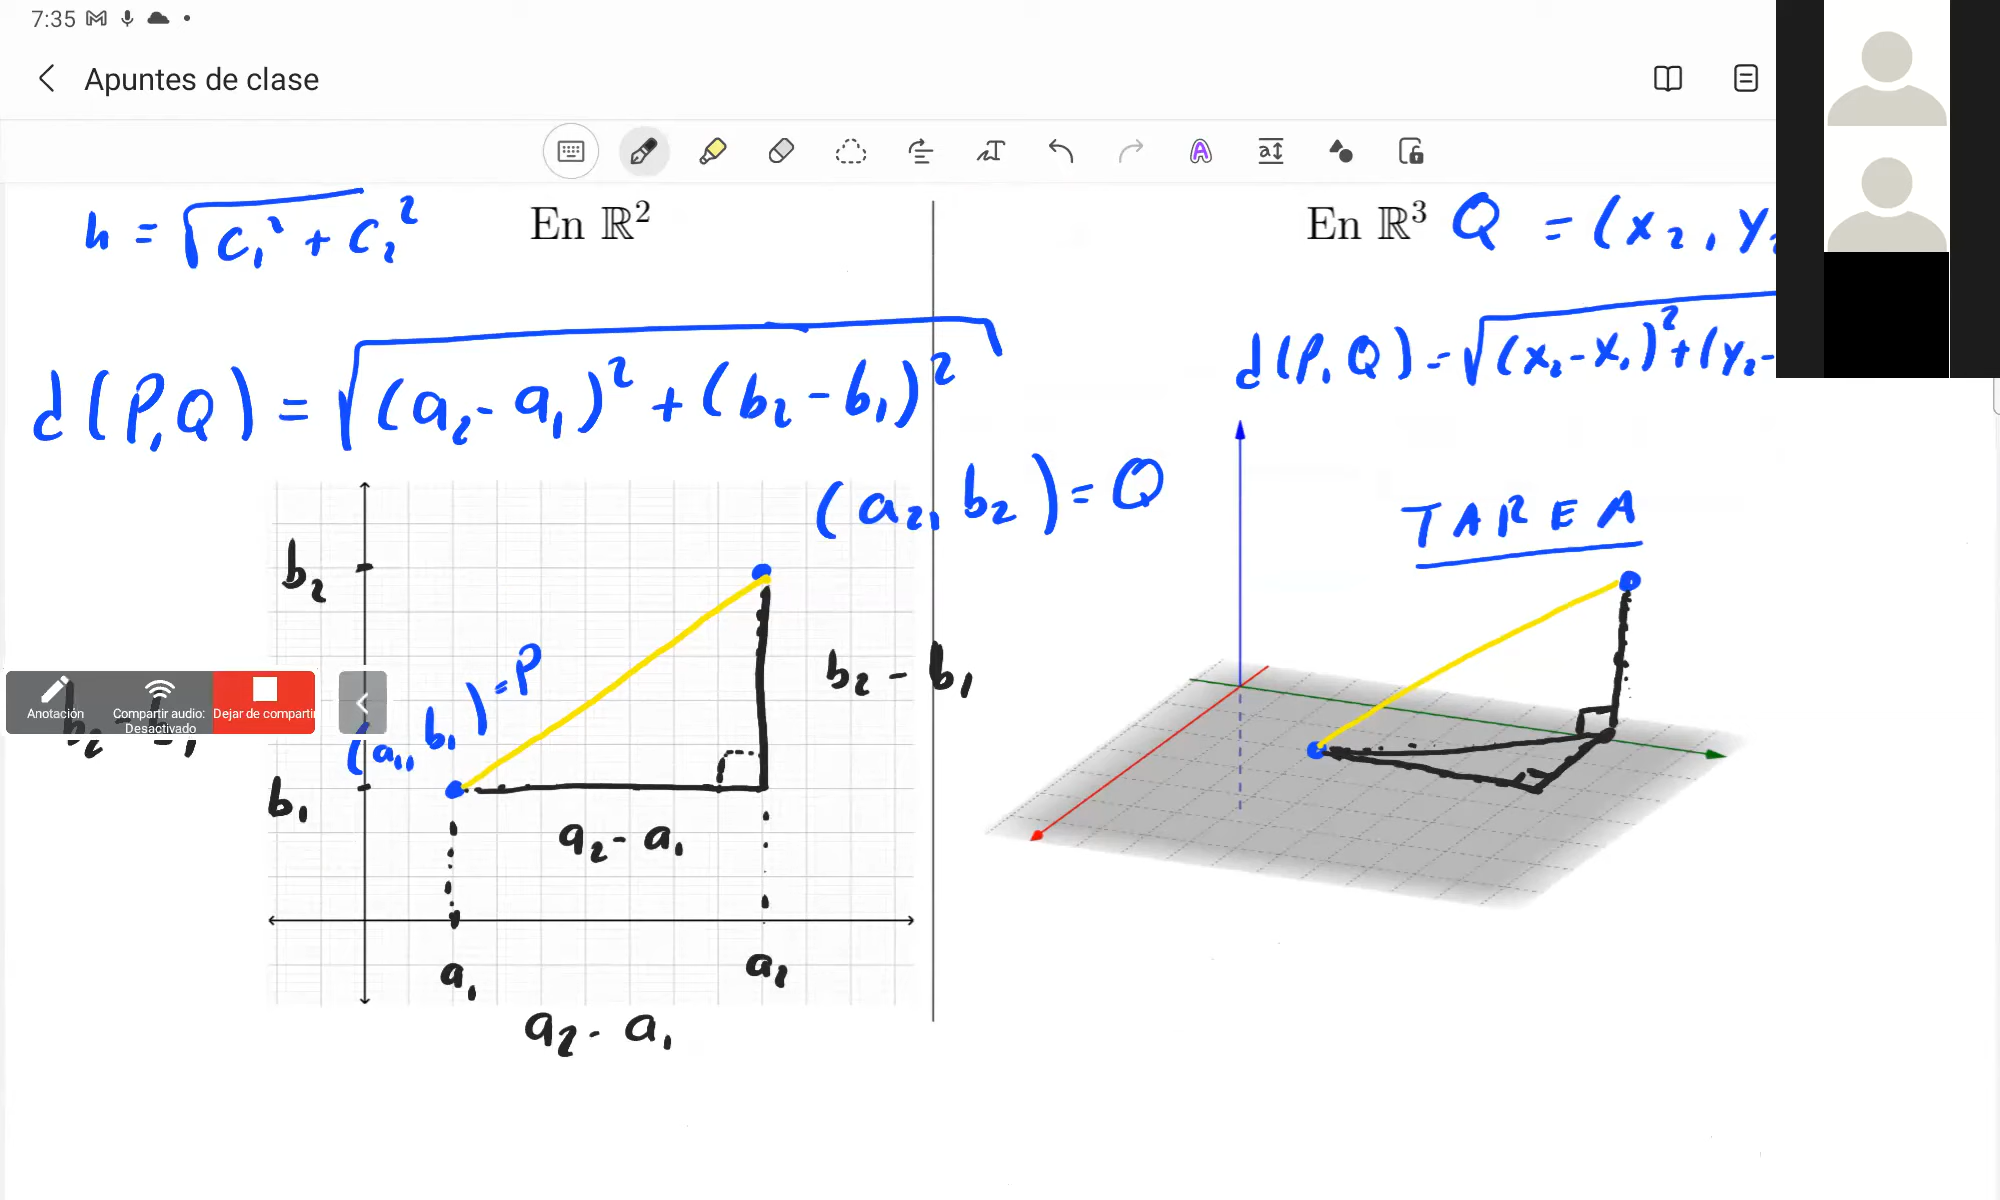 7:35
Apuntes de clase
h = √(c₁² + c₂²)
En ℝ²
En ℝ³ Q = (x₂, y₂
d(P,Q) = √((a₂ - a₁)² + (b₂ - b₁)²)
d(P,Q) = √(x₂ - x₁)² + (y₂ -
(a₂, b₂) = Q
TAREA
b₂
b₂ - b₁
(a₁, b₁) = P
Anotación
Compartir audio: Desactivado
Dejar de comparti
b₂ - b₁
b₁
a₂ - a₁
a₁
a₂
a₂ - a₁